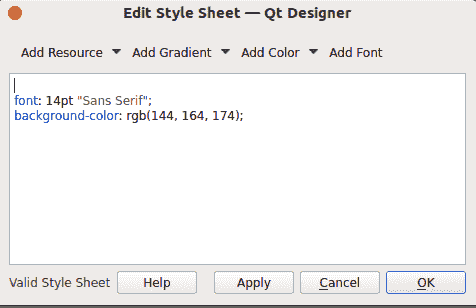 Edit Style Sheet — Qt Designer
Add Resource Add Gradient Add Color Add Font
font: 14pt "Sans Serif";
background-color: rgb(144, 164, 174);
Valid Style Sheet Help Apply Cancel OK